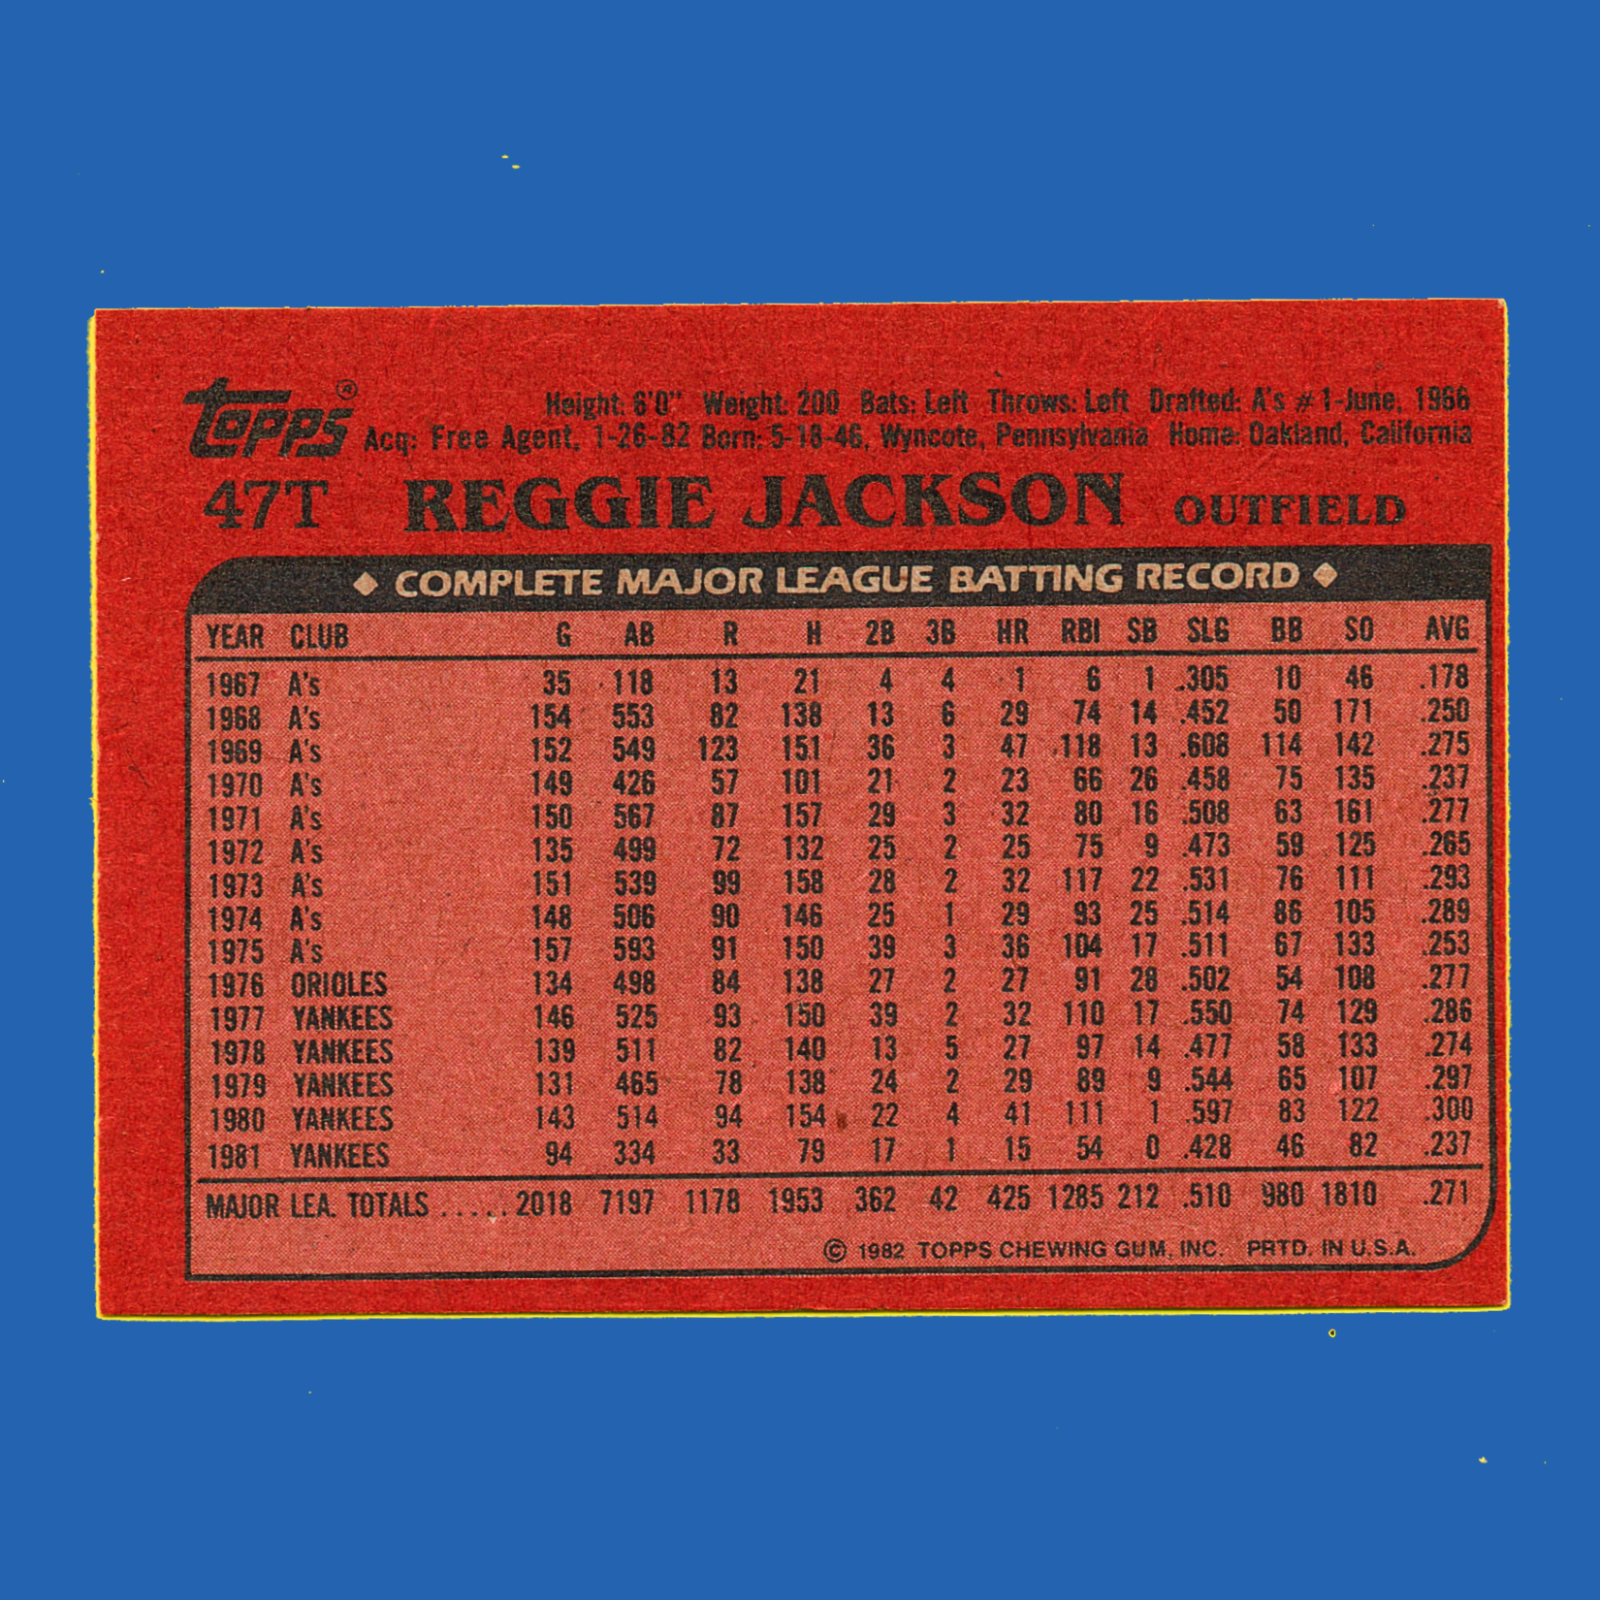 Topps® Height: 6'0" Weight: 200 Bats: Left Throws: Left Drafted: A's #1-June, 1966
Acq: Free Agent, 1-26-82 Born: 5-18-46, Wyncote, Pennsylvania Home: Oakland, California
47T REGGIE JACKSON OUTFIELD
◆ COMPLETE MAJOR LEAGUE BATTING RECORD ◆
YEAR CLUB G AB R H 2B 3B HR RBI SB SLG BB SO AVG
1967 A's 35 118 13 21 4 4 1 6 1 .305 10 46 .178
1968 A's 154 553 82 138 13 6 29 74 14 .452 50 171 .250
1969 A's 152 549 123 151 36 3 47 118 13 .608 114 142 .275
1970 A's 149 426 57 101 21 2 23 66 26 .458 75 135 .237
1971 A's 150 567 87 157 29 3 32 80 16 .508 63 161 .277
1972 A's 135 499 72 132 25 2 25 75 9 .473 59 125 .265
1973 A's 151 539 99 158 28 2 32 117 22 .531 76 111 .293
1974 A's 148 506 90 146 25 1 29 93 25 .514 86 105 .289
1975 A's 157 593 91 150 39 3 36 104 17 .511 67 133 .253
1976 ORIOLES 134 498 84 138 27 2 27 91 28 .502 54 108 .277
1977 YANKEES 146 525 93 150 39 2 32 110 17 .550 74 129 .286
1978 YANKEES 139 511 82 140 13 5 27 97 14 .477 58 133 .274
1979 YANKEES 131 465 78 138 24 2 29 89 9 .544 65 107 .297
1980 YANKEES 143 514 94 154 22 4 41 111 1 .597 83 122 .300
1981 YANKEES 94 334 33 79 17 1 15 54 0 .428 46 82 .237
MAJOR LEA. TOTALS ..... 2018 7197 1178 1953 362 42 425 1285 212 .510 980 1810 .271
© 1982 TOPPS CHEWING GUM, INC. PRTD. IN U.S.A.